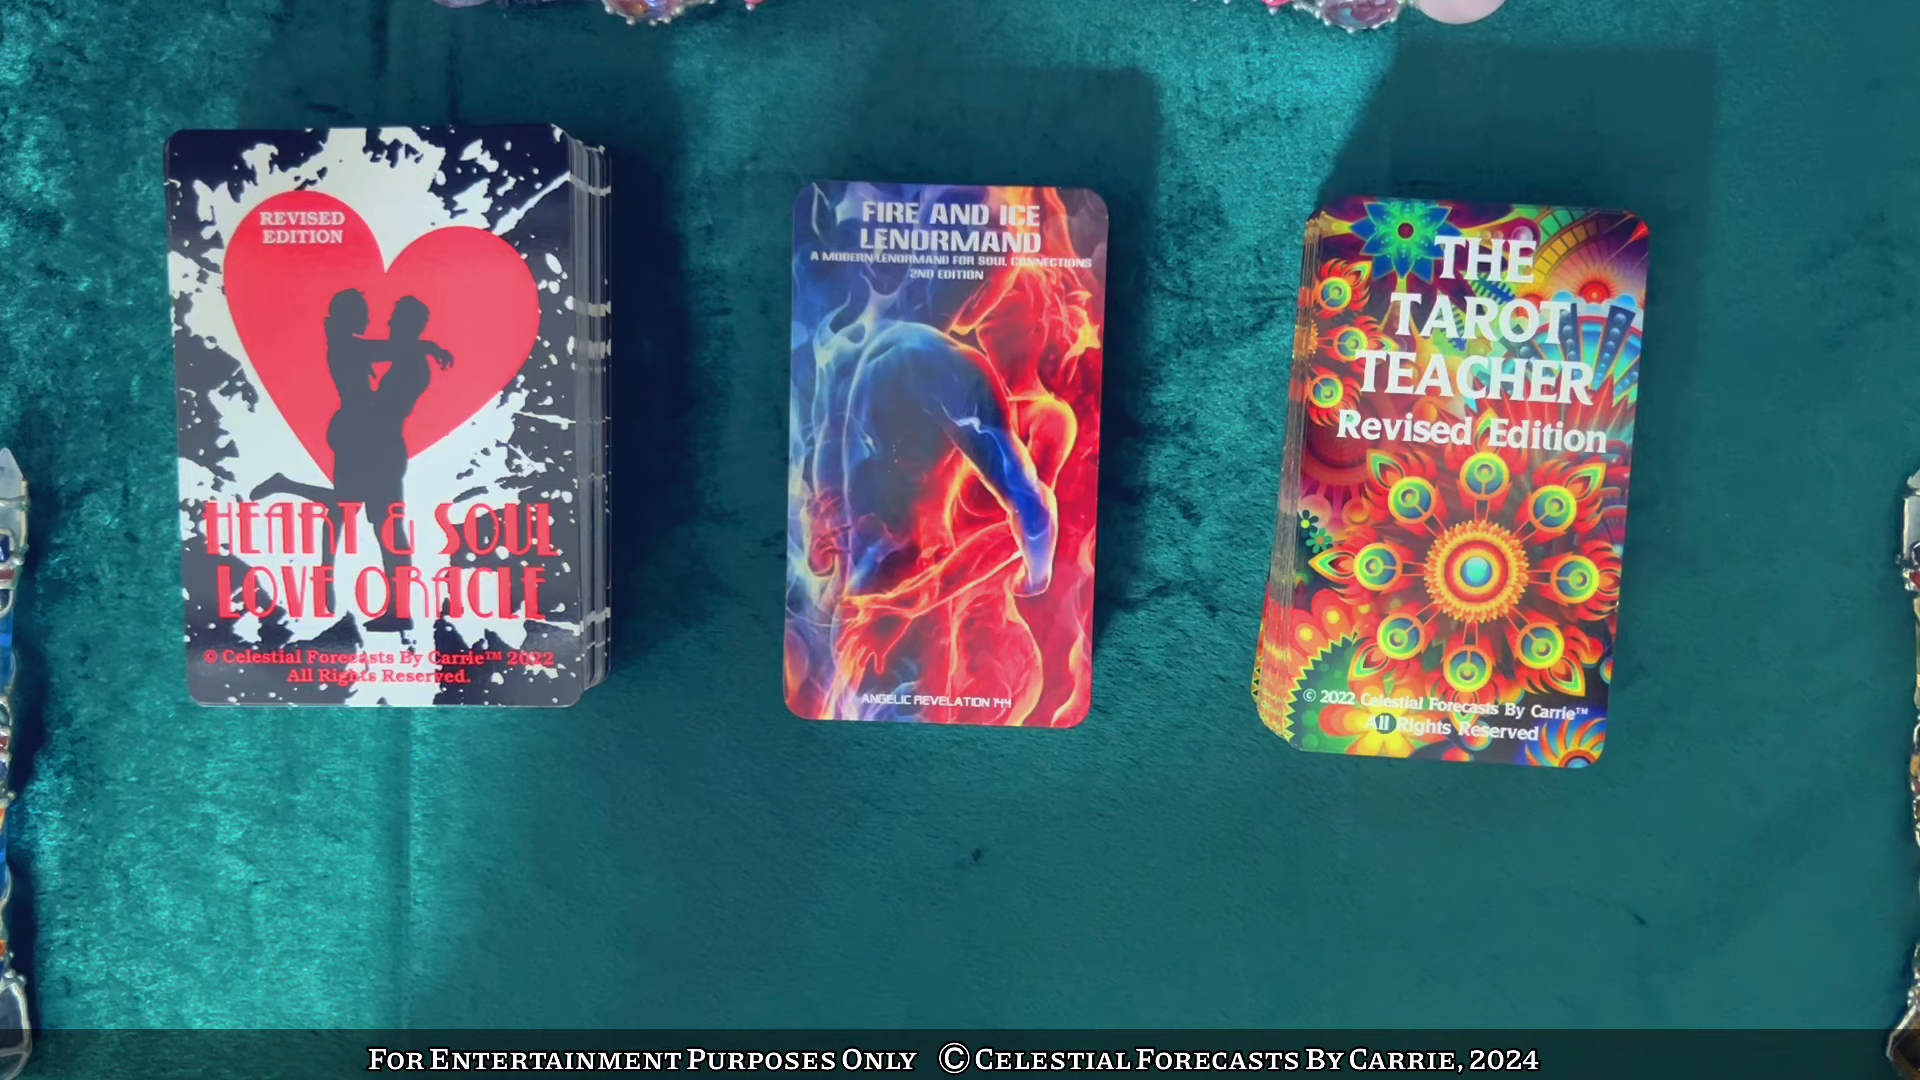 REVISED
EDITION
HEART & SOUL
LOVE ORACLE
© Celestial Forecasts By Carrie™ 2022
All Rights Reserved.
FIRE AND ICE
LENORMAND
A MODERN LENORMAND FOR SOUL CONNECTIONS
2ND EDITION
ANGELIC REVELATION 144
THE
TAROT
TEACHER
Revised Edition
© 2022 Celestial Forecasts By Carrie™
All Rights Reserved
FOR ENTERTAINMENT PURPOSES ONLY © CELESTIAL FORECASTS BY CARRIE, 2024